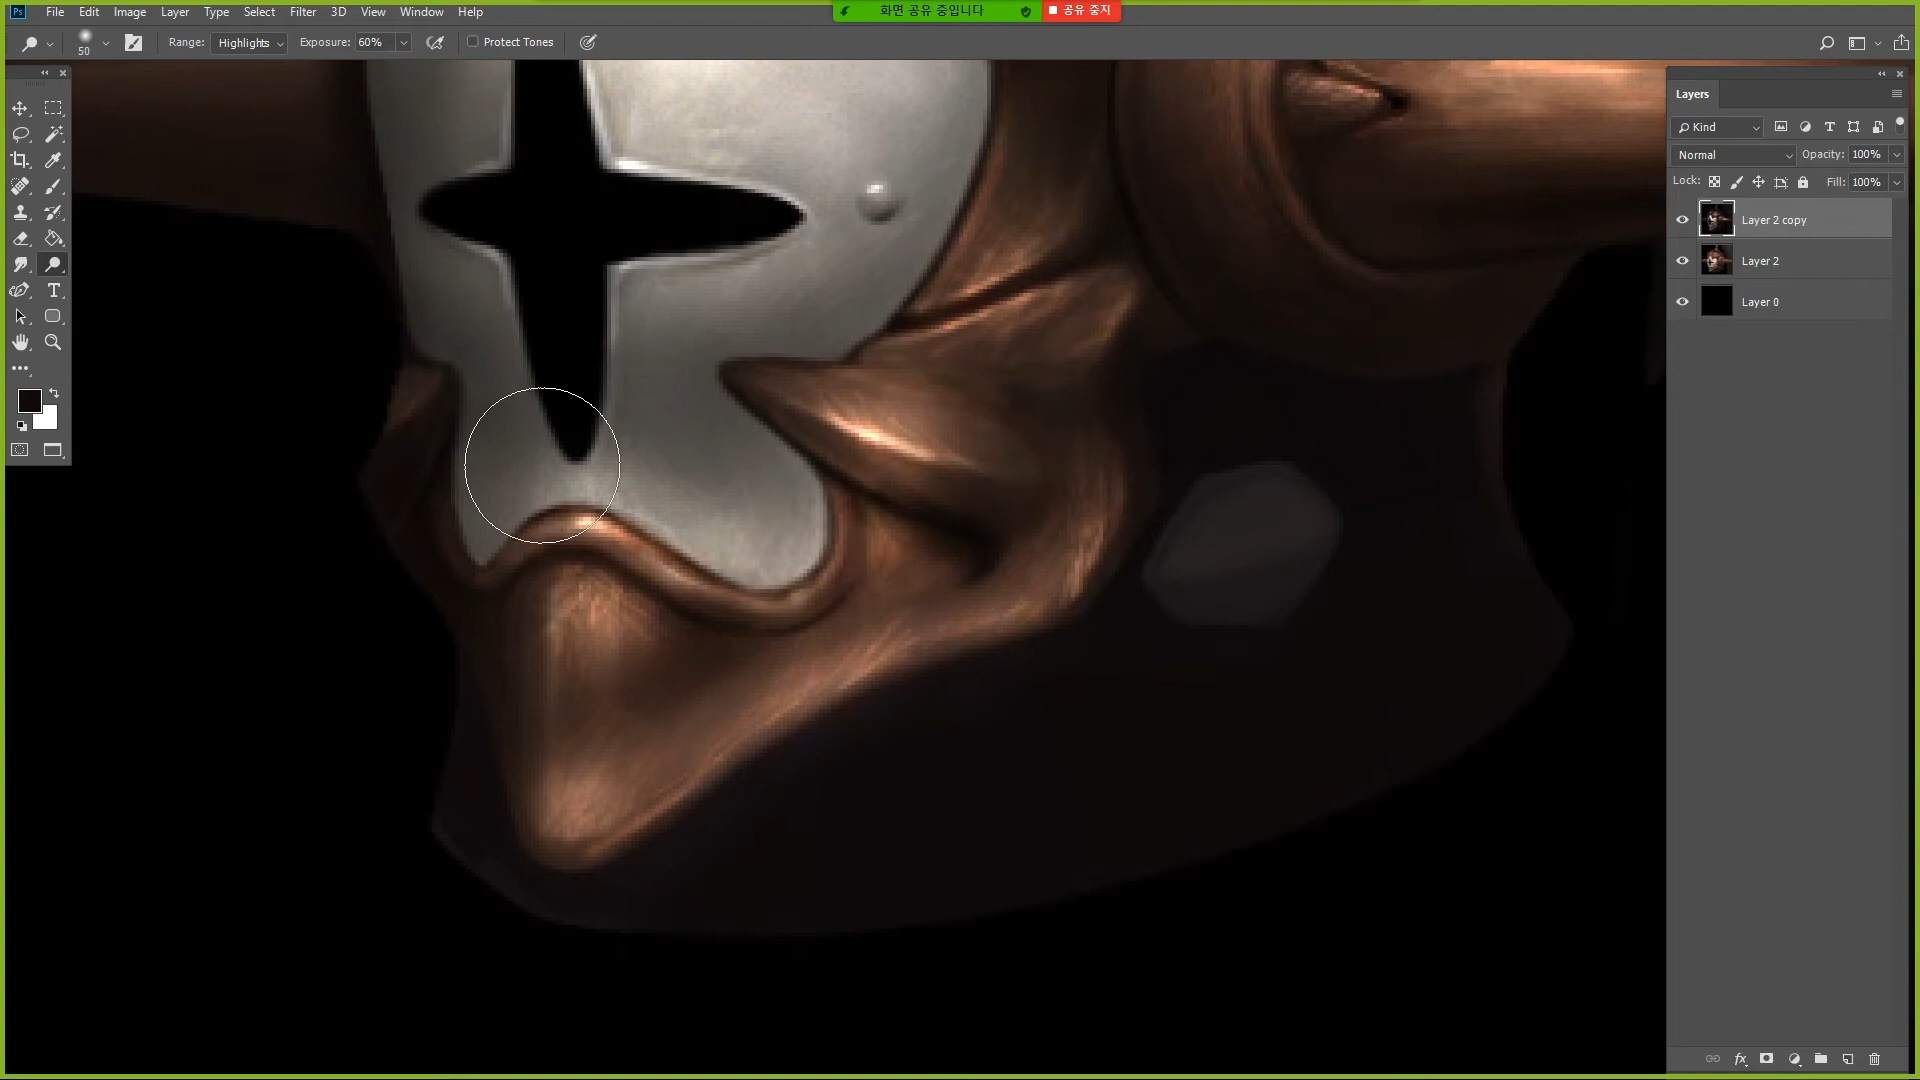 화면 공유 중입니다 공유 중지
Ps File Edit Image Layer Type Select Filter 3D View Window Help
50 Range: Highlights Exposure: 60% Protect Tones
Layers
Kind
Normal Opacity: 100%
Lock: Fill: 100%
Layer 2 copy
Layer 2
Layer 0
fx